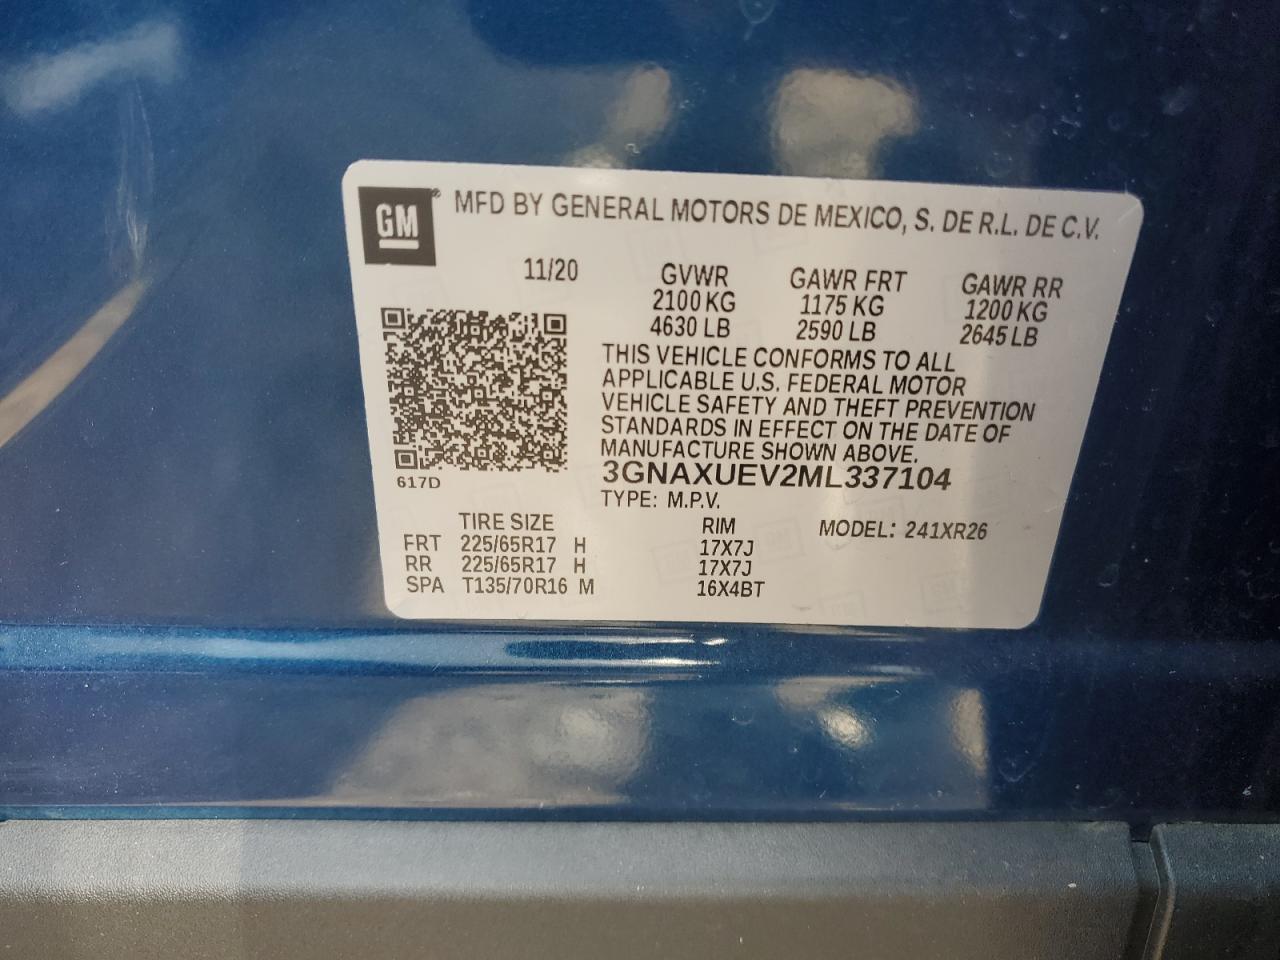 GM® MFD BY GENERAL MOTORS DE MEXICO, S. DE R.L. DE C.V.
11/20 GVWR GAWR FRT GAWR RR
2100 KG 1175 KG 1200 KG
4630 LB 2590 LB 2645 LB
THIS VEHICLE CONFORMS TO ALL
APPLICABLE U.S. FEDERAL MOTOR
VEHICLE SAFETY AND THEFT PREVENTION
STANDARDS IN EFFECT ON THE DATE OF
MANUFACTURE SHOWN ABOVE.
617D 3GNAXUEV2ML337104
TYPE: M.P.V.
TIRE SIZE RIM MODEL: 241XR26
FRT 225/65R17 H 17X7J
RR 225/65R17 H 17X7J
SPA T135/70R16 M 16X4BT